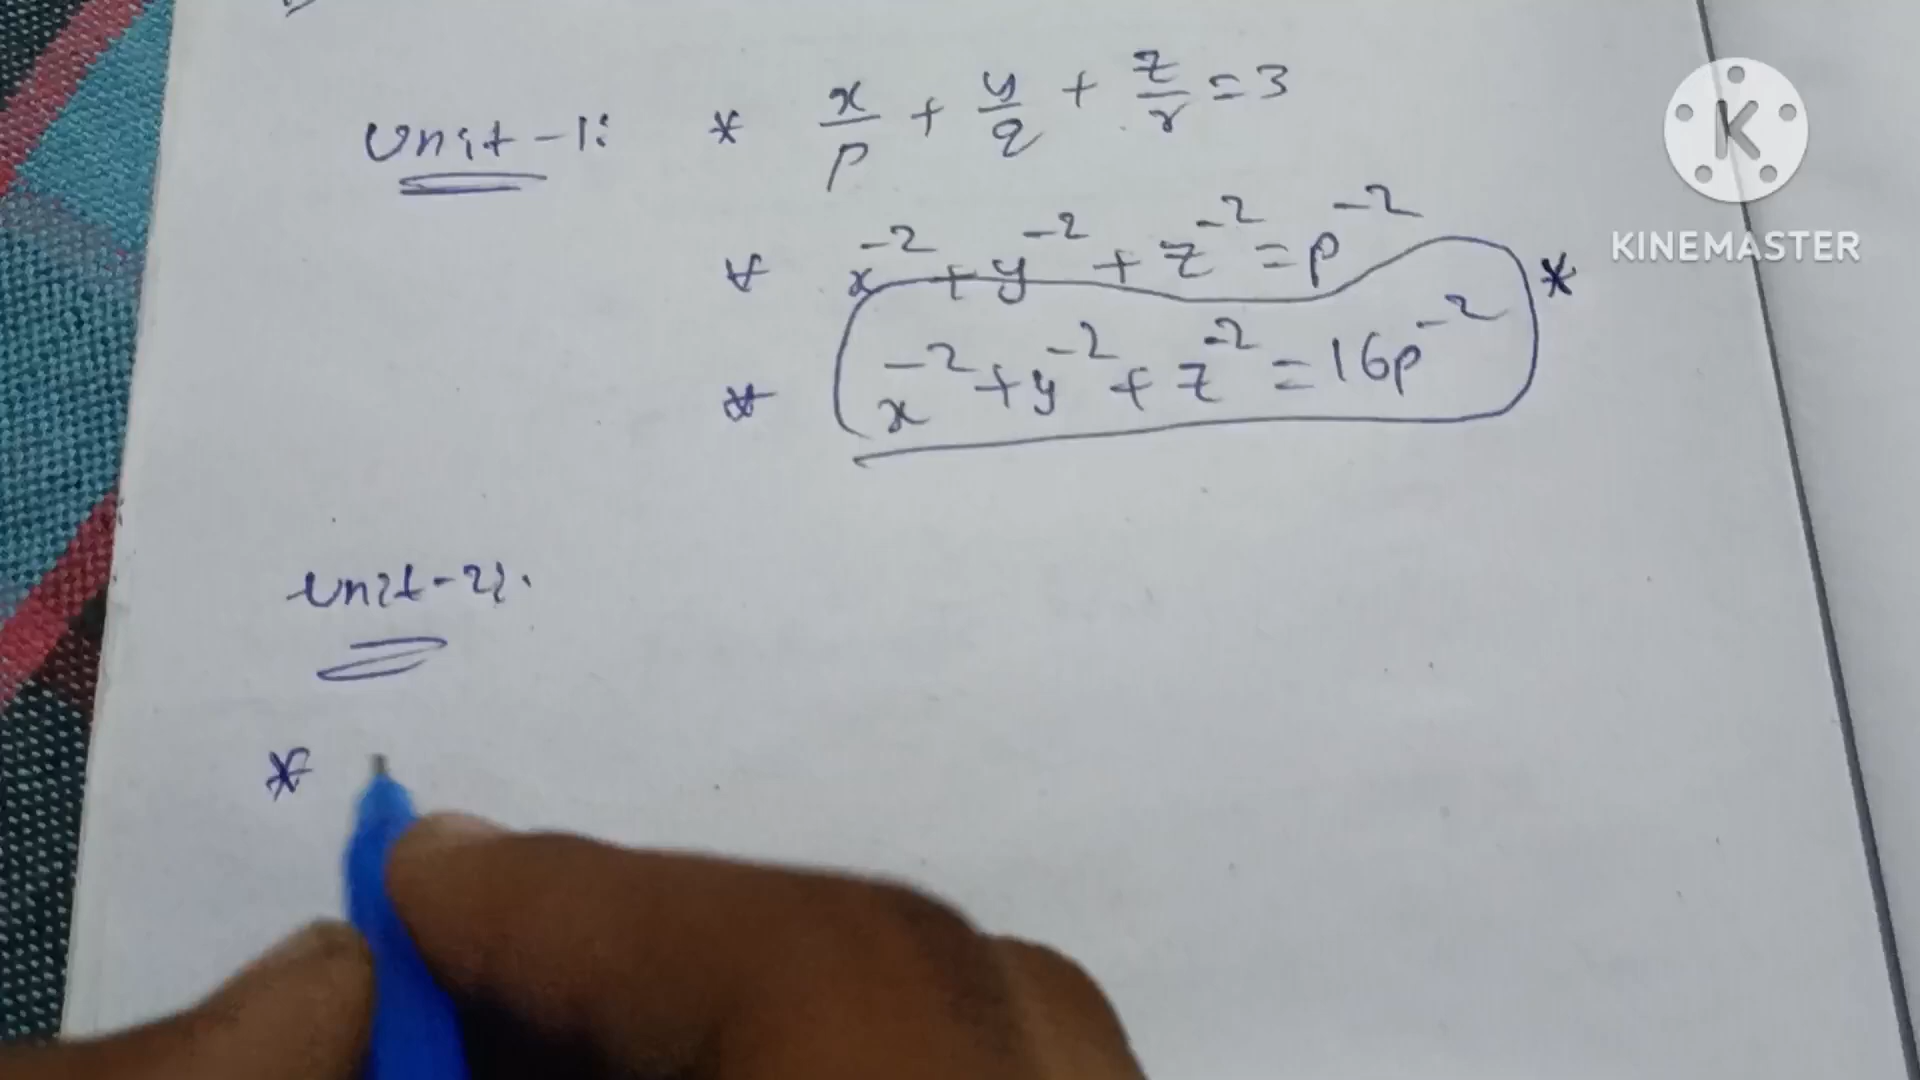 Unit-1: * x/p + y/q + z/r = 3
* x⁻² + y⁻² + z⁻² = p⁻²
* x⁻² + y⁻² + z⁻² = 16p⁻² *
Unit-2:
*
K
KINEMASTER